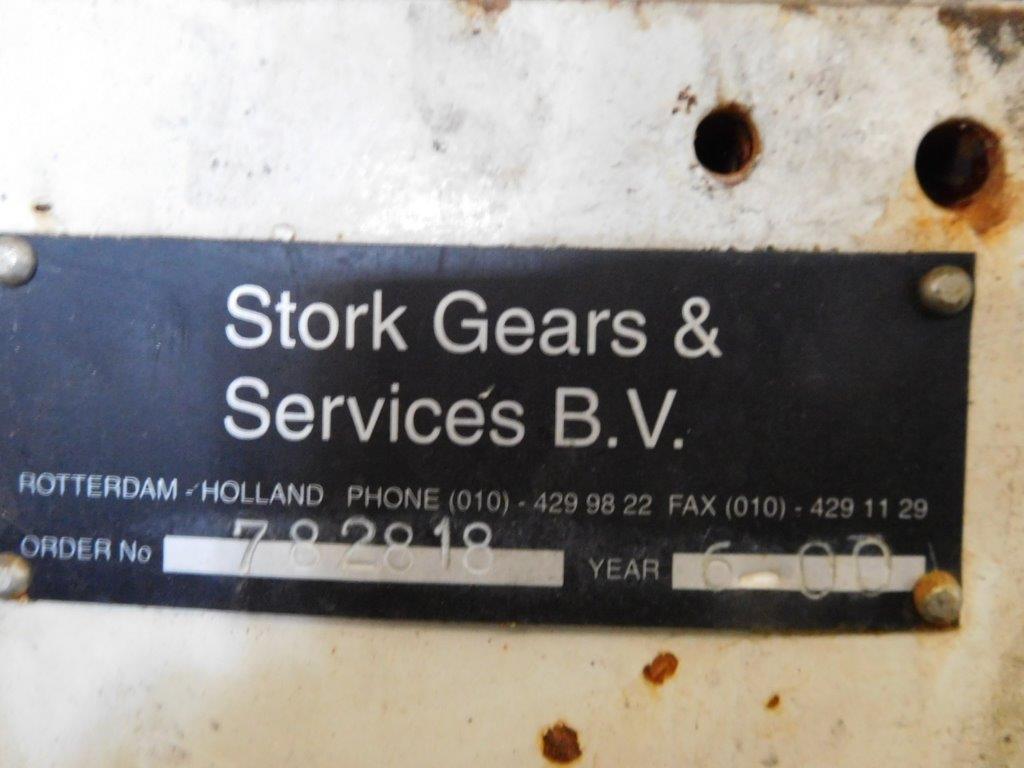 Stork Gears &
Services B.V.
ROTTERDAM - HOLLAND PHONE (010) - 429 98 22 FAX (010) - 429 11 29
ORDER No 782818 YEAR 6-00